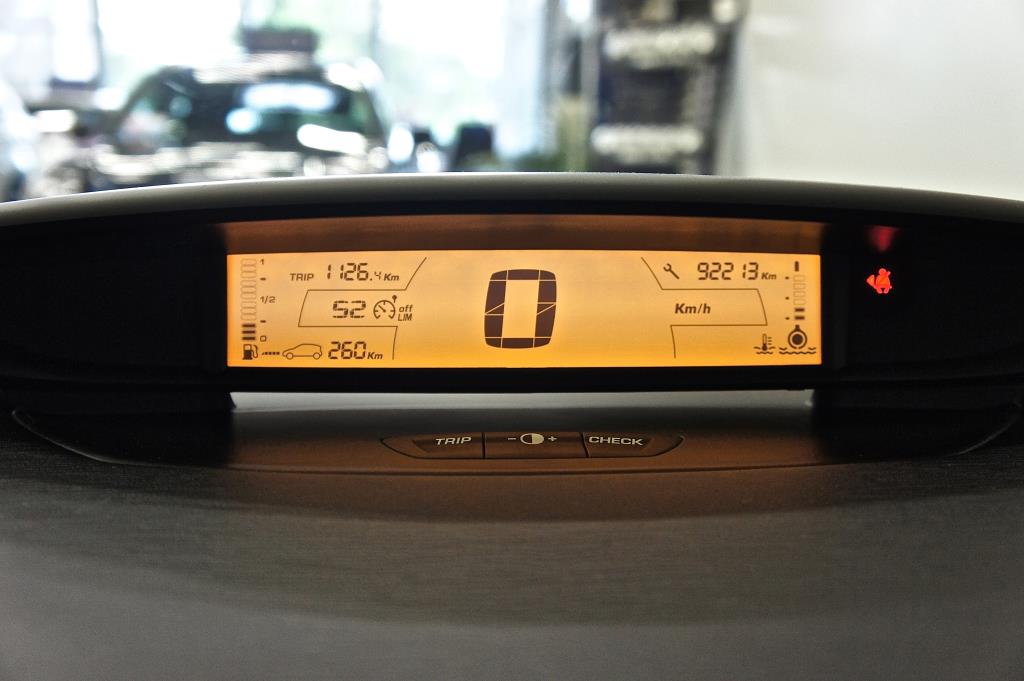 1
TRIP 1126.4 Km
92213 Km
1/2
52 off
LIM
0
Km/h
0
260 Km
TRIP - + CHECK